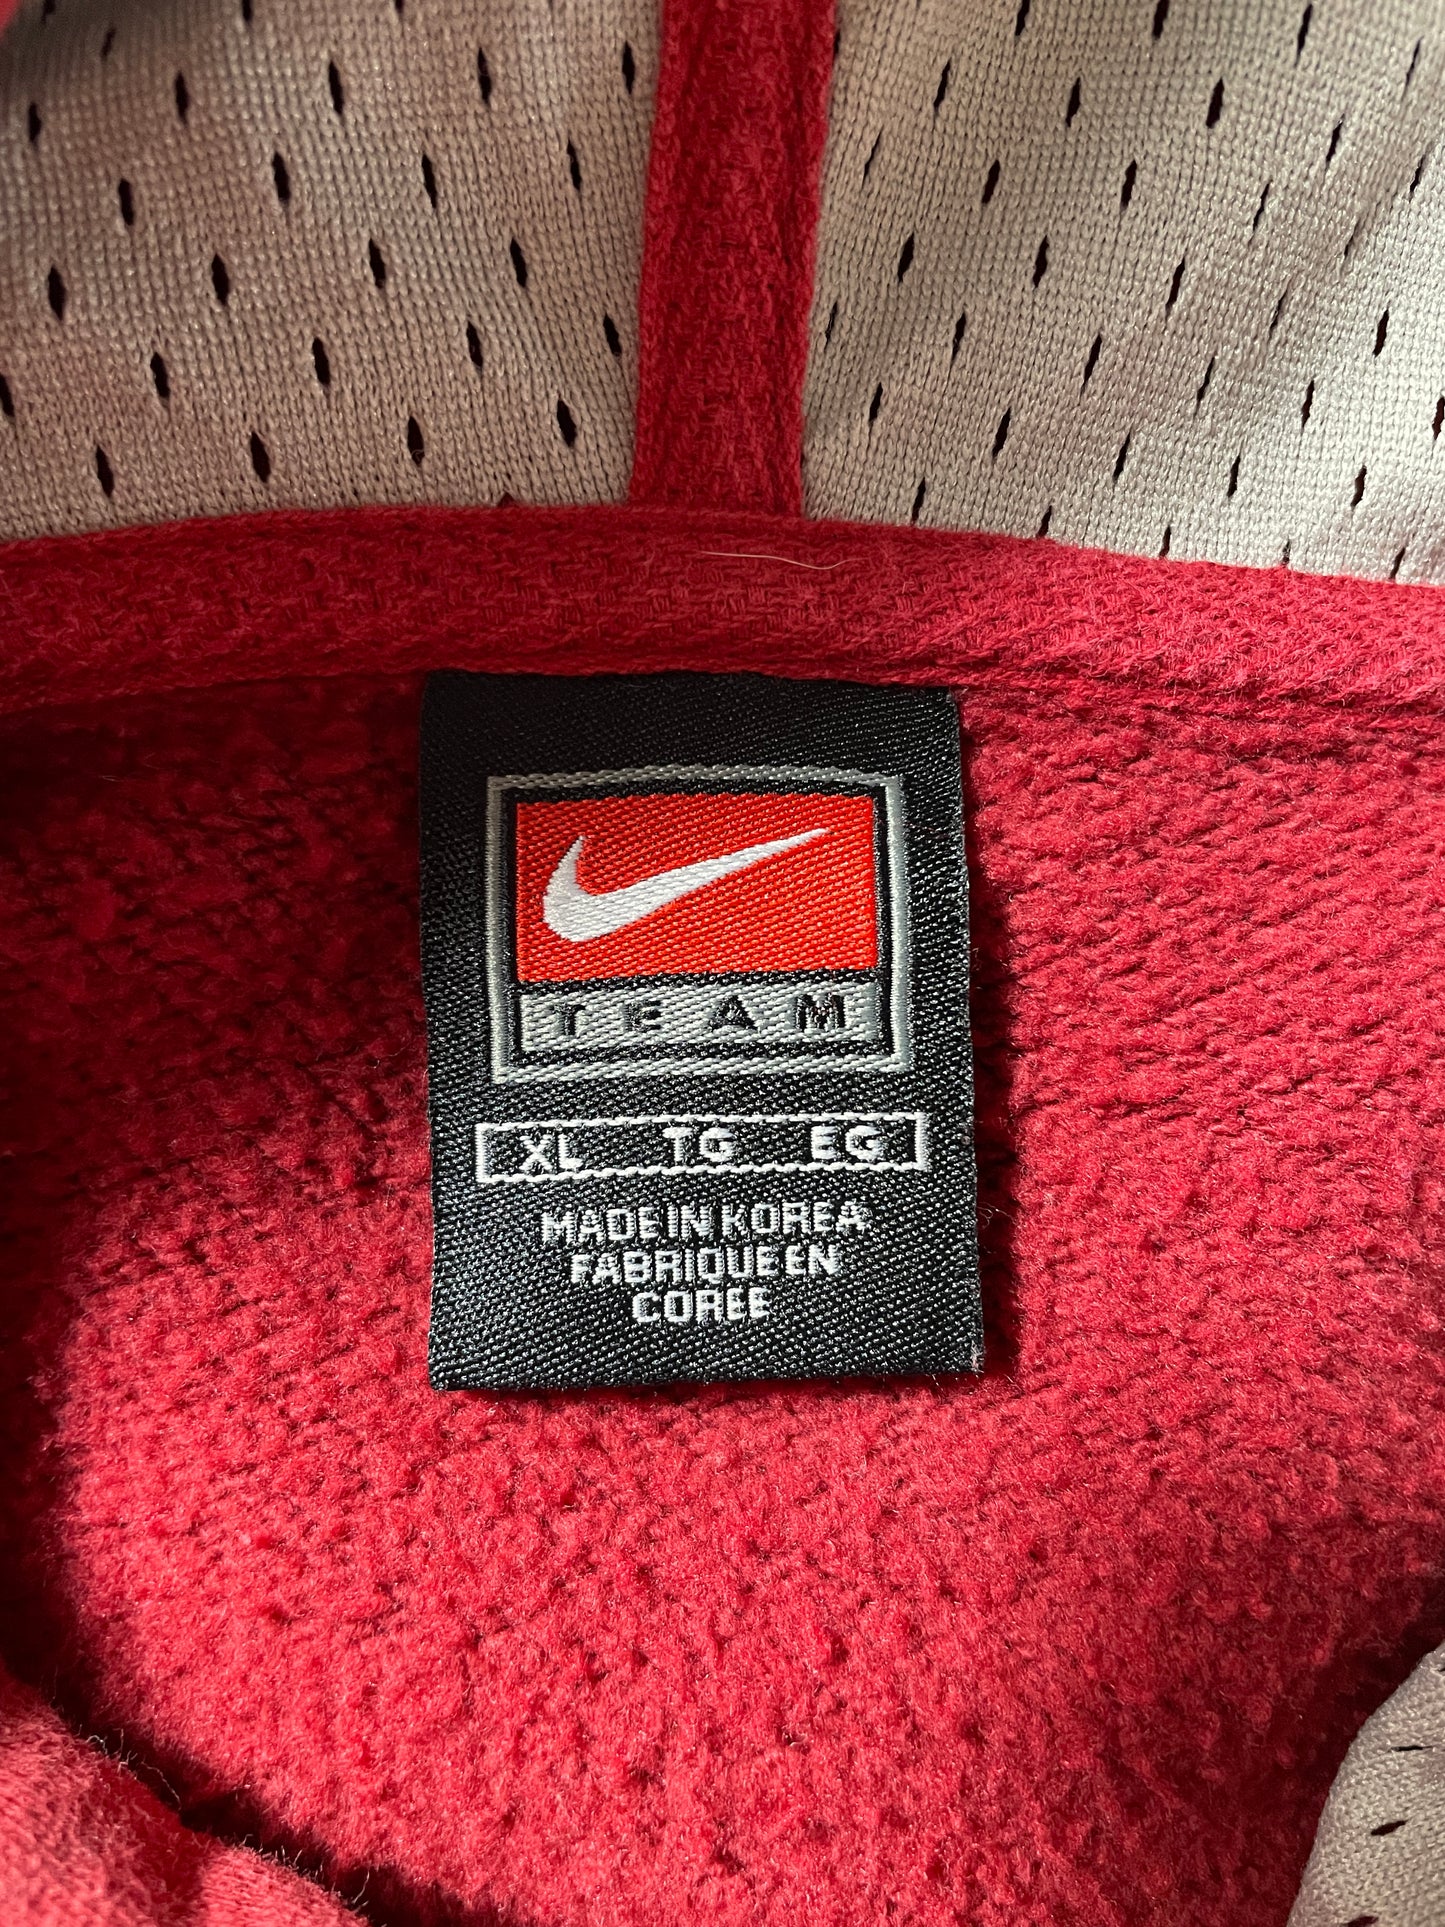 TEAM
XL TG EG
MADE IN KOREA
FABRIQUE EN
COREE